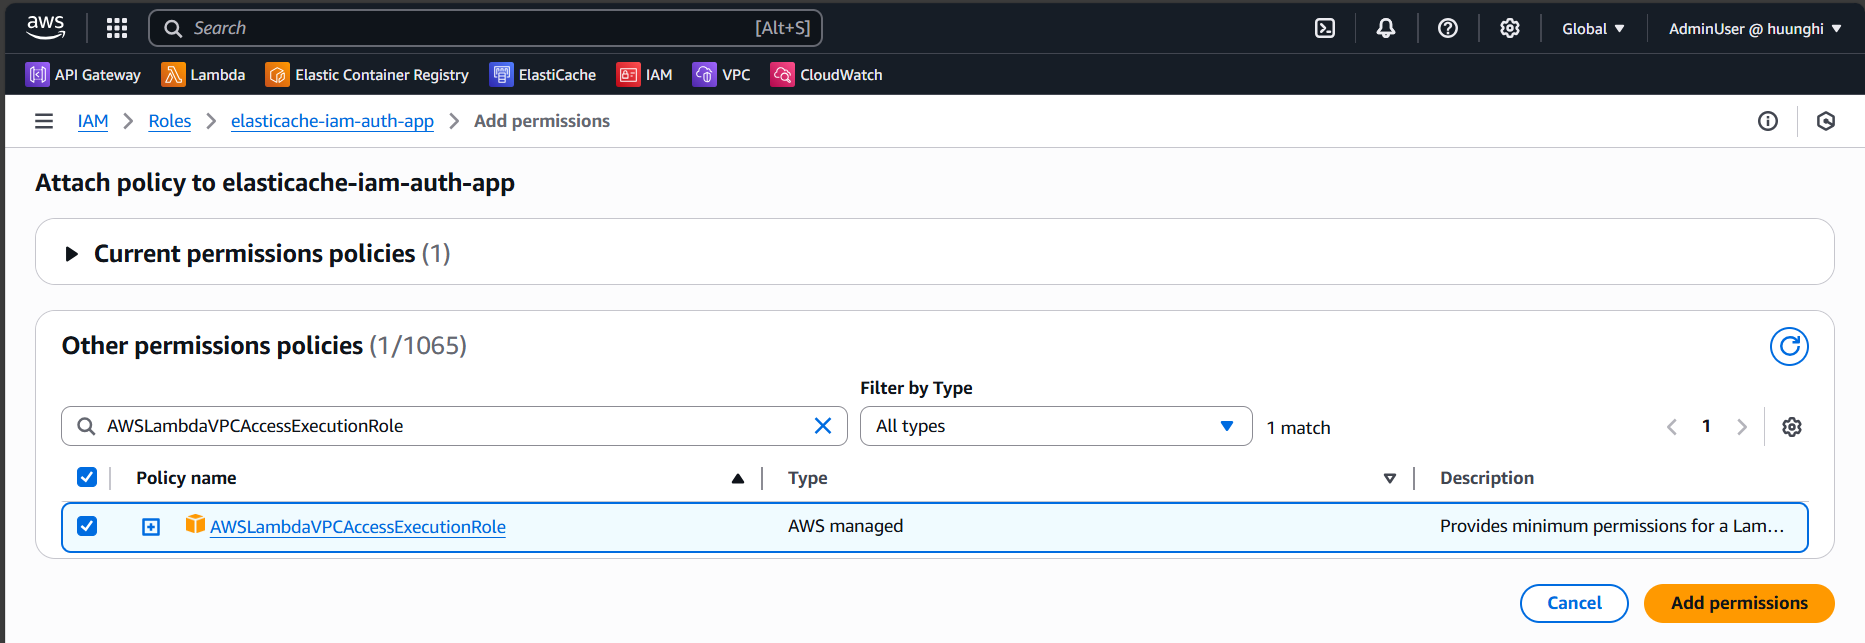 aws Search [Alt+S] Global AdminUser @ huunghi
API Gateway Lambda Elastic Container Registry ElastiCache IAM VPC CloudWatch
IAM Roles elasticache-iam-auth-app Add permissions
Attach policy to elasticache-iam-auth-app
Current permissions policies (1)
Other permissions policies (1/1065)
Filter by Type
AWSLambdaVPCAccessExecutionRole All types 1 match 1
Policy name Type Description
AWSLambdaVPCAccessExecutionRole AWS managed Provides minimum permissions for a Lam...
Cancel Add permissions